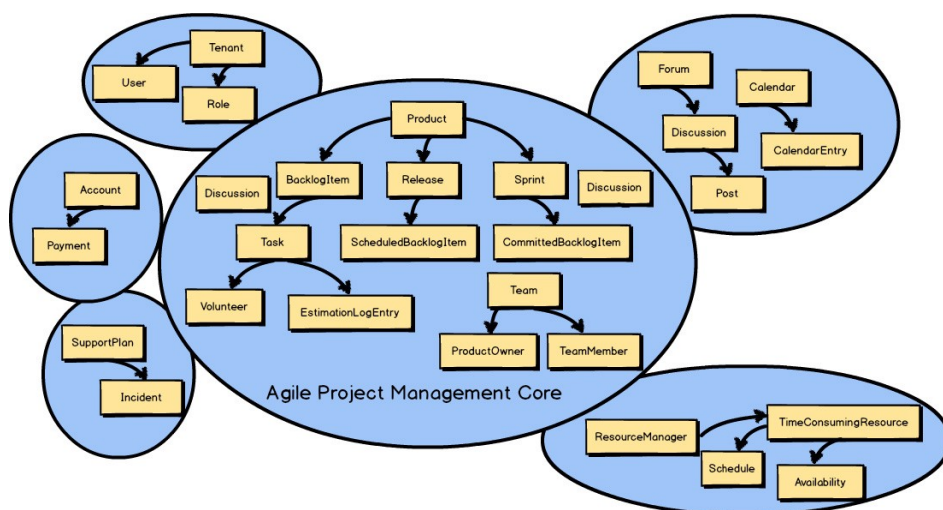 Tenant
User
Role
Forum
Calendar
Discussion
CalendarEntry
Post
Product
BacklogItem
Release
Sprint
Discussion
Discussion
Task
ScheduledBacklogItem
CommittedBacklogItem
Volunteer
EstimationLogEntry
Team
ProductOwner
TeamMember
Agile Project Management Core
Account
Payment
SupportPlan
Incident
ResourceManager
TimeConsumingResource
Schedule
Availability